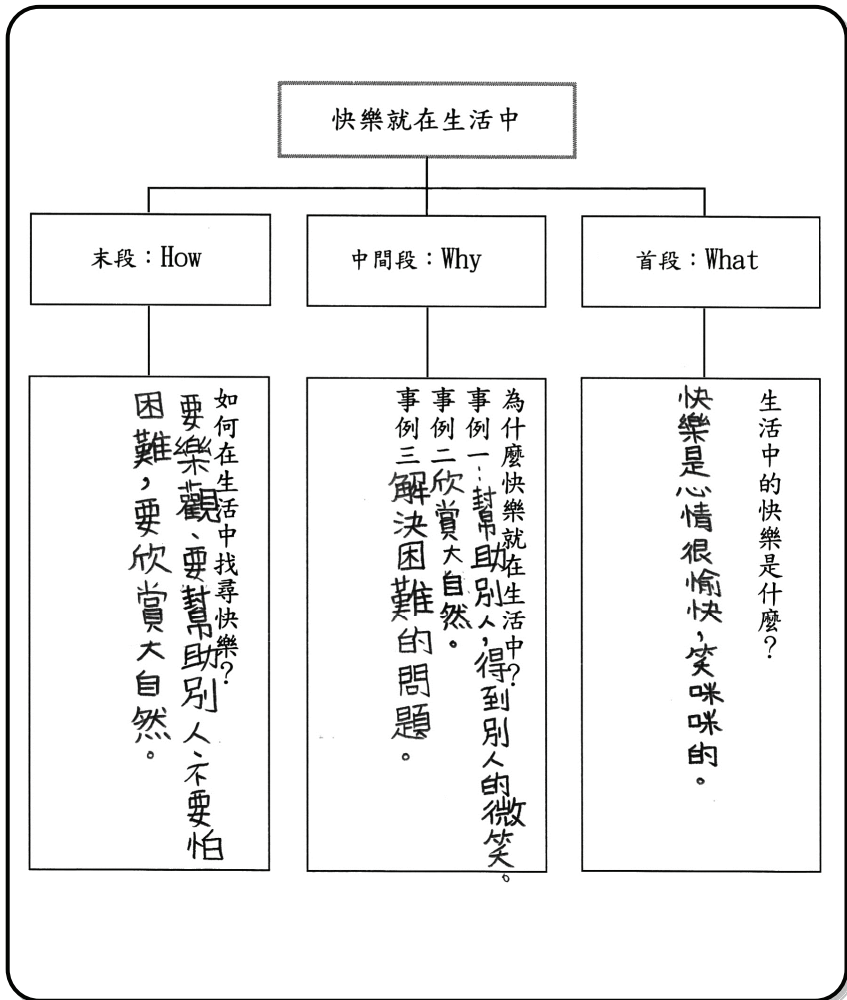 快樂就在生活中
首段：What
生活中的快樂是什麼？
快樂是心情很愉快，笑咪咪的。
中間段：Why
為什麼快樂就在生活中？
事例一：幫助別人，得到別人的微笑。
事例二欣賞大自然。
事例三解決困難的問題。
末段：How
如何在生活中找尋快樂？
要樂觀、要幫助別人、不要怕
困難，要欣賞大自然。